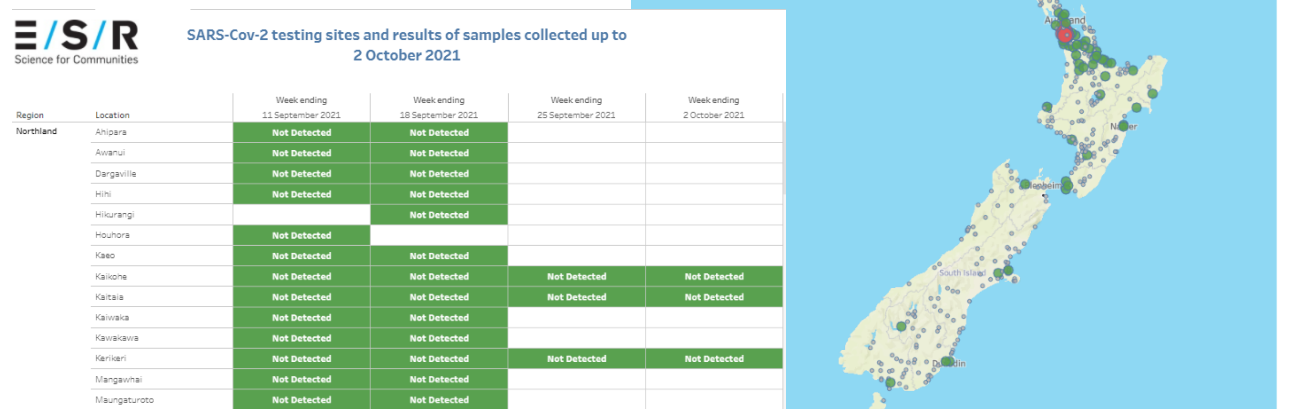 E/S/R
Science for Communities
SARS-Cov-2 testing sites and results of samples collected up to
2 October 2021
Week ending Week ending Week ending Week ending
Region Location 11 September 2021 18 September 2021 25 September 2021 2 October 2021
Northland Ahipara Not Detected Not Detected
Awanui Not Detected Not Detected
Dargaville Not Detected Not Detected
Hihi Not Detected Not Detected
Hikurangi Not Detected
Houhora Not Detected
Kaeo Not Detected Not Detected
Kaikohe Not Detected Not Detected Not Detected Not Detected
Kaitaia Not Detected Not Detected Not Detected Not Detected
Kaiwaka Not Detected Not Detected
Kawakawa Not Detected Not Detected
Kerikeri Not Detected Not Detected Not Detected Not Detected
Mangawhai Not Detected Not Detected
Maungaturoto Not Detected Not Detected
South Island